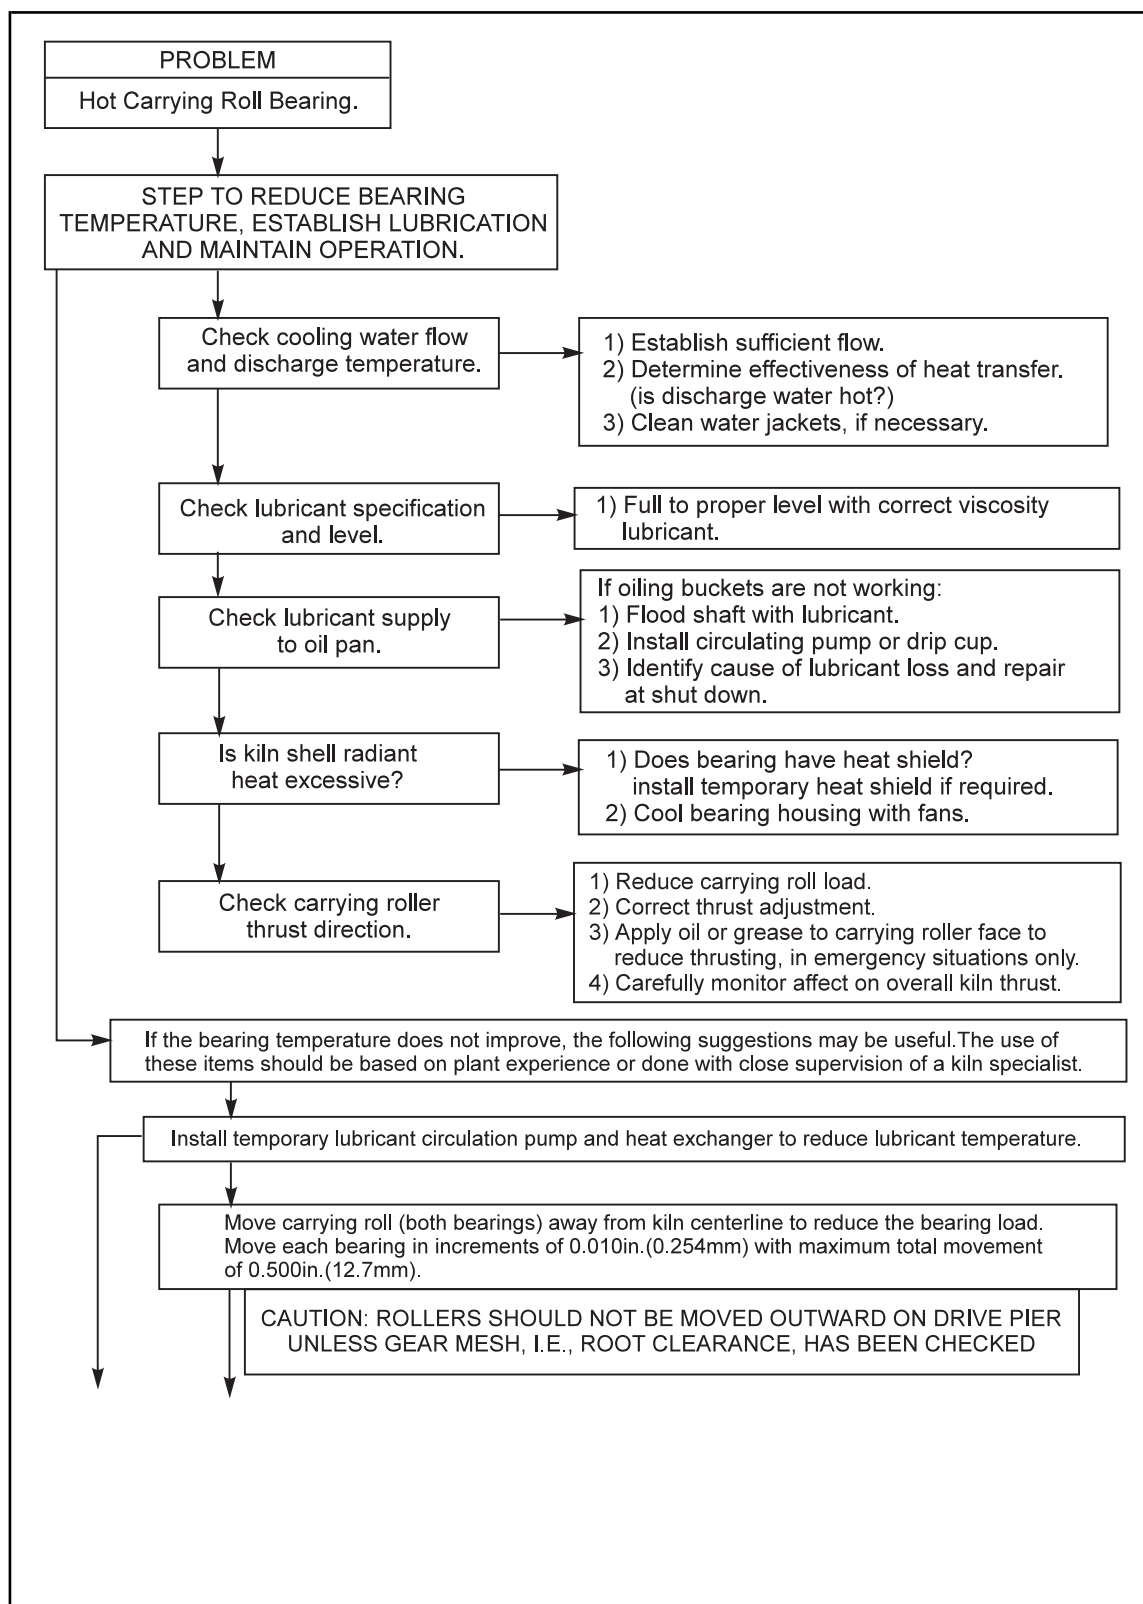 PROBLEM
Hot Carrying Roll Bearing.
STEP TO REDUCE BEARING
TEMPERATURE, ESTABLISH LUBRICATION
AND MAINTAIN OPERATION.
Check cooling water flow
and discharge temperature.
1) Establish sufficient flow.
2) Determine effectiveness of heat transfer.
(is discharge water hot?)
3) Clean water jackets, if necessary.
Check lubricant specification
and level.
1) Full to proper level with correct viscosity
lubricant.
Check lubricant supply
to oil pan.
If oiling buckets are not working:
1) Flood shaft with lubricant.
2) Install circulating pump or drip cup.
3) Identify cause of lubricant loss and repair
at shut down.
Is kiln shell radiant
heat excessive?
1) Does bearing have heat shield?
install temporary heat shield if required.
2) Cool bearing housing with fans.
Check carrying roller
thrust direction.
1) Reduce carrying roll load.
2) Correct thrust adjustment.
3) Apply oil or grease to carrying roller face to
reduce thrusting, in emergency situations only.
4) Carefully monitor affect on overall kiln thrust.
If the bearing temperature does not improve, the following suggestions may be useful.The use of
these items should be based on plant experience or done with close supervision of a kiln specialist.
Install temporary lubricant circulation pump and heat exchanger to reduce lubricant temperature.
Move carrying roll (both bearings) away from kiln centerline to reduce the bearing load.
Move each bearing in increments of 0.010in.(0.254mm) with maximum total movement
of 0.500in.(12.7mm).
CAUTION: ROLLERS SHOULD NOT BE MOVED OUTWARD ON DRIVE PIER
UNLESS GEAR MESH, I.E., ROOT CLEARANCE, HAS BEEN CHECKED